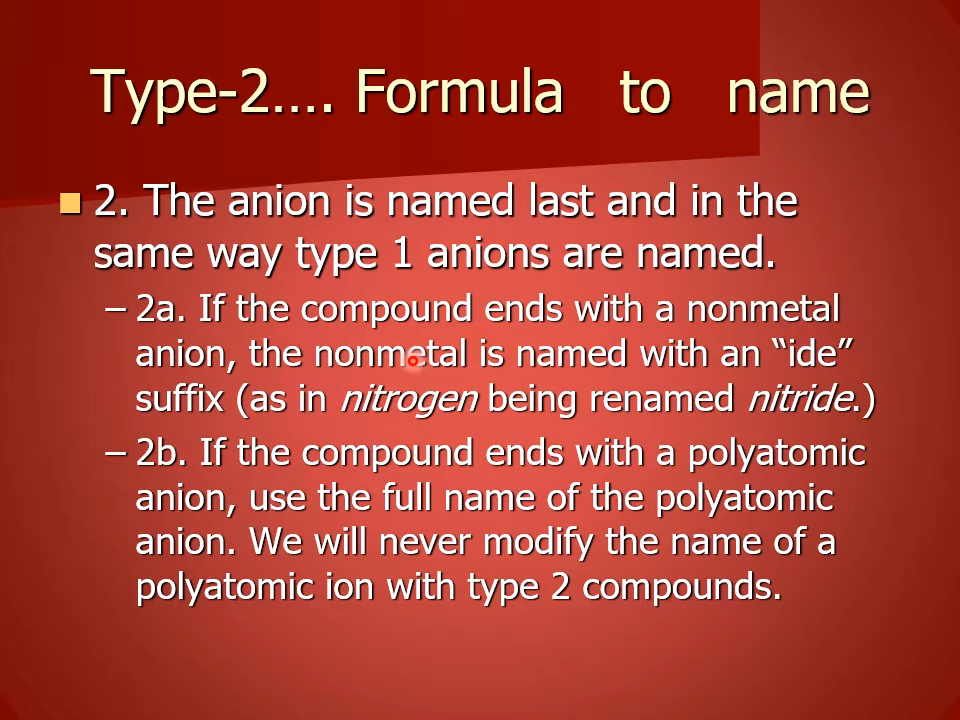 Type-2…. Formula to name
2. The anion is named last and in the
same way type 1 anions are named.
– 2a. If the compound ends with a nonmetal
anion, the nonmetal is named with an “ide”
suffix (as in nitrogen being renamed nitride.)
– 2b. If the compound ends with a polyatomic
anion, use the full name of the polyatomic
anion. We will never modify the name of a
polyatomic ion with type 2 compounds.